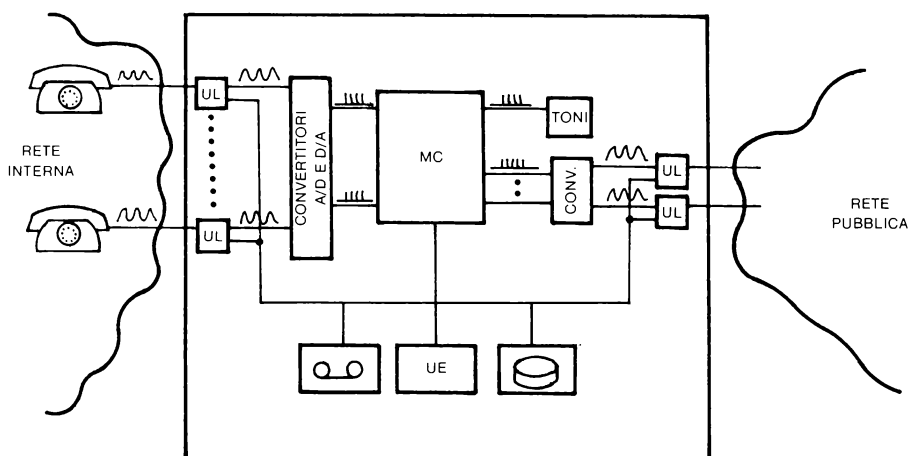 RETE
INTERNA
UL
UL
CONVERTITORI
A/D E D/A
MC
TONI
CONV.
UL
UL
RETE
PUBBLICA
UE